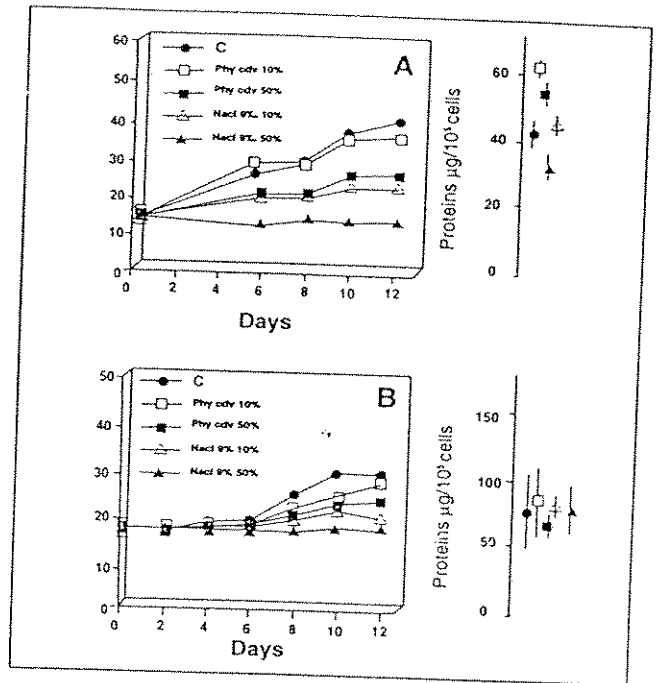 A
C
Phy cdv 10%
Phy cdv 50%
Nacl 9‰ 10%
Nacl 9‰ 50%
60
50
40
30
20
10
0
0 2 4 6 8 10 12
Days
Proteins µg/10⁵ cells
60
40
60
0
B
C
Phy cdv 10%
Phy cdv 50%
Nacl 9‰ 10%
Nacl 9‰ 50%
50
40
30
20
10
0
0 2 4 6 8 10 12
Days
Proteins µg/10⁵ cells
150
100
50
0